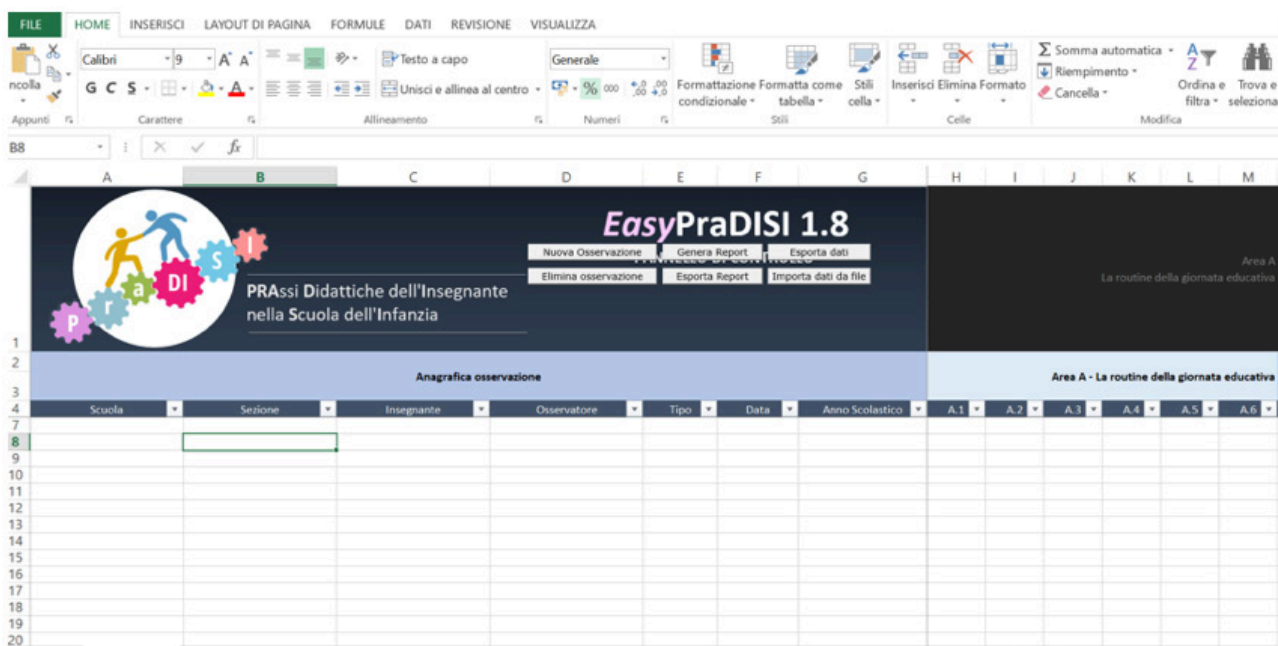 FILE HOME INSERISCI LAYOUT DI PAGINA FORMULE DATI REVISIONE VISUALIZZA
ncolla
Calibri 9 A A
Testo a capo
Generale
G C S A
Unisci e allinea al centro
% 000
Formattazione condizionale
Formatta come tabella
Stili cella
Inserisci Elimina Formato
Somma automatica
Riempimento
Cancella
Ordina e filtra
Trova e seleziona
Appunti Carattere Allineamento Numeri Stili Celle Modifica
B8 fx
A B C D E F G H I J K L M
P r a DI S I
EasyPraDISI 1.8
Nuova Osservazione Genera Report Esporta dati
Elimina osservazione Esporta Report Importa dati da file
PRAssi Didattiche dell'Insegnante
nella Scuola dell'Infanzia
Area A
La routine della giornata educativa
1
2
Anagrafica osservazione Area A - La routine della giornata educativa
3
4 Scuola Sezione Insegnante Osservatore Tipo Data Anno Scolastico A.1 A.2 A.3 A.4 A.5 A.6
7
8
9
10
11
12
13
14
15
16
17
18
19
20